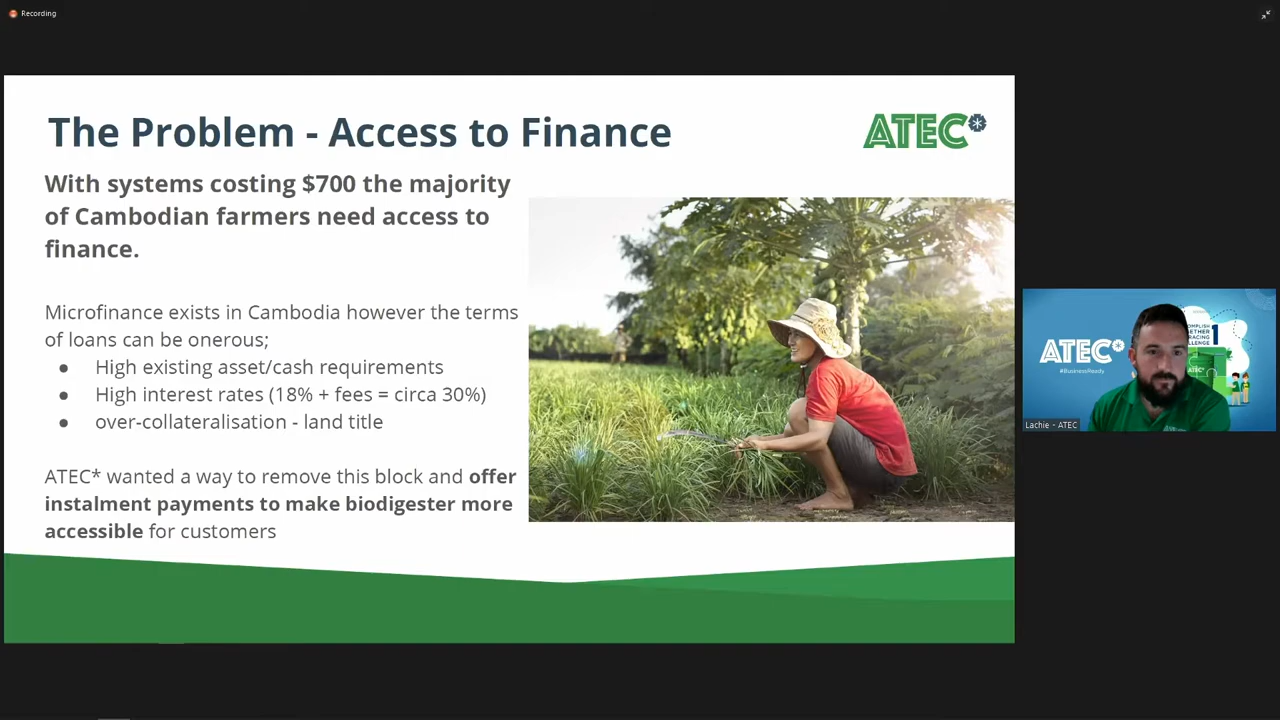 Recording
The Problem - Access to Finance
ATEC*
With systems costing $700 the majority
of Cambodian farmers need access to
finance.
Microfinance exists in Cambodia however the terms
of loans can be onerous;
● High existing asset/cash requirements
● High interest rates (18% + fees = circa 30%)
● over-collateralisation - land title
ATEC* wanted a way to remove this block and offer
instalment payments to make biodigester more
accessible for customers
ATEC*
#BusinessReady
Lachie - ATEC